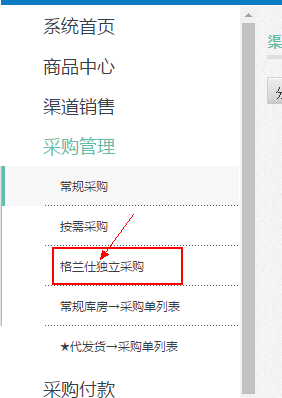 系统首页
商品中心
渠道销售
采购管理
常规采购
按需采购
格兰仕独立采购
常规库房→采购单列表
★代发货→采购单列表
采购付款
渠